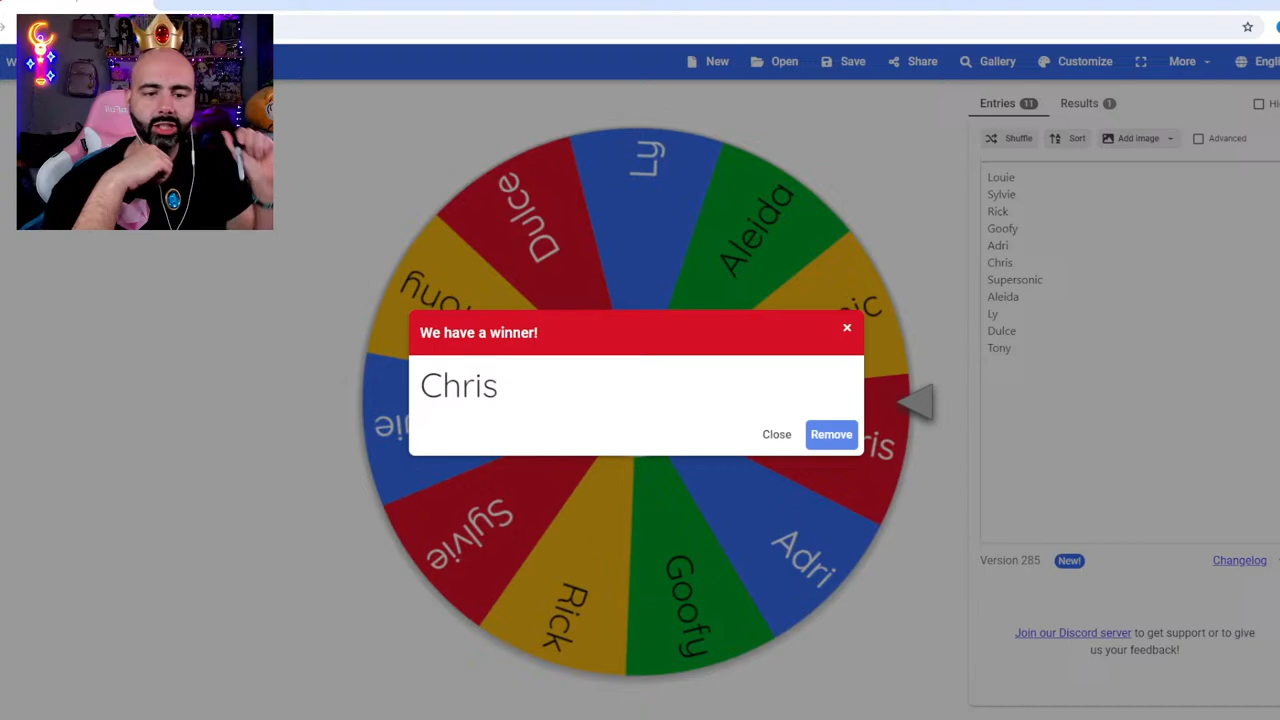 New
Open
Save
Share
Gallery
Customize
More
Entries 11
Results 1
Shuffle
Sort
Add image
Advanced
Louie
Sylvie
Rick
Goofy
Adri
Chris
Supersonic
Aleida
Ly
Dulce
Tony
Ly
Aleida
Dulce
Adri
Goofy
Rick
Sylvie
We have a winner!
×
Chris
Close
Remove
Version 285
New!
Changelog
Join our Discord server to get support or to give
us your feedback!